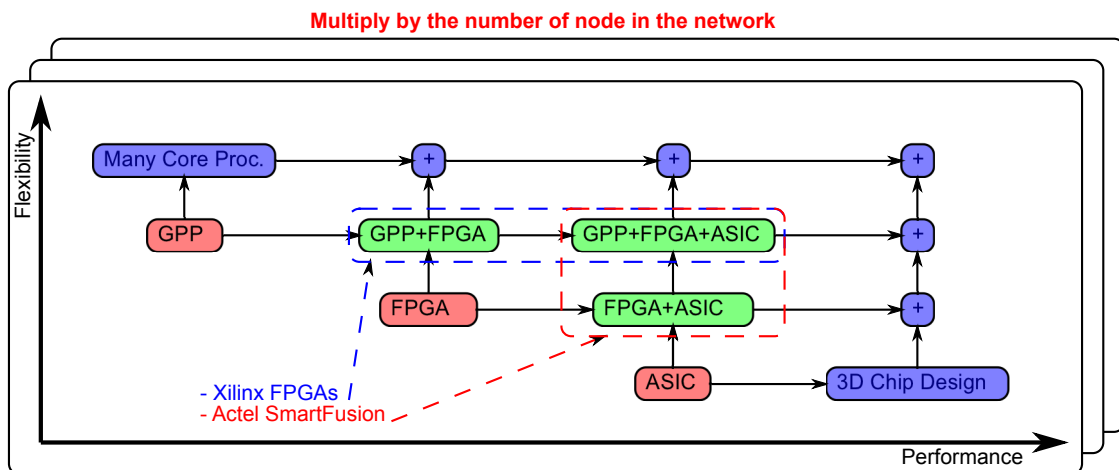 Multiply by the number of node in the network
Flexibility
Many Core Proc.
+
+
+
GPP
GPP+FPGA
GPP+FPGA+ASIC
+
FPGA
FPGA+ASIC
+
ASIC
3D Chip Design
- Xilinx FPGAs
- Actel SmartFusion
Performance